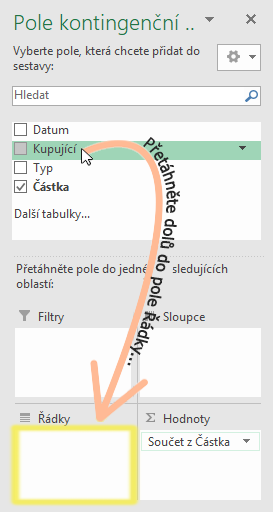 Pole kontingenční ..
Vyberte pole, která chcete přidat do
sestavy:
Hledat
Datum
Kupující
Typ
Částka
Další tabulky...
Přetáhněte dolů do pole Řádky...
Přetáhněte pole do jedné sledujících
oblastí:
Filtry
Sloupce
Řádky
Hodnoty
Součet z Částka